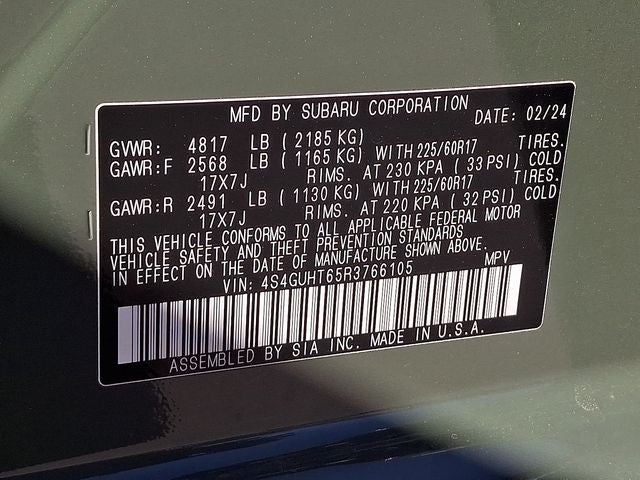 MFD BY SUBARU CORPORATION DATE: 02/24
GVWR: 4817 LB ( 2185 KG)
GAWR:F 2568 LB ( 1165 KG) WITH 225/60R17 TIRES.
17X7J RIMS. AT 230 KPA ( 33 PSI) COLD
GAWR:R 2491 LB ( 1130 KG) WITH 225/60R17 TIRES.
17X7J RIMS. AT 220 KPA ( 32 PSI) COLD
THIS VEHICLE CONFORMS TO ALL APPLICABLE FEDERAL MOTOR
VEHICLE SAFETY AND THEFT PREVENTION STANDARDS
IN EFFECT ON THE DATE OF MANUFACTURE SHOWN ABOVE.
VIN: 4S4GUHT65R3766105 MPV
ASSEMBLED BY SIA INC. MADE IN U.S.A.